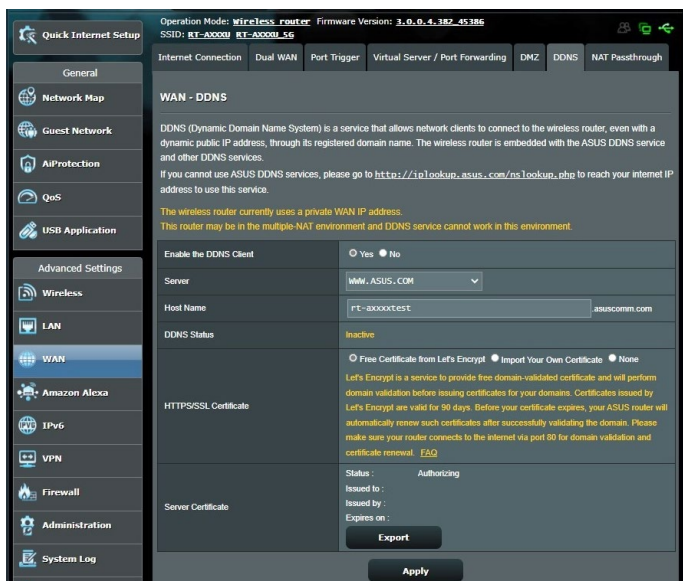 Quick Internet Setup
General
Network Map
Guest Network
AiProtection
QoS
USB Application
Advanced Settings
Wireless
LAN
WAN
Amazon Alexa
IPv6
VPN
Firewall
Administration
System Log
Operation Mode: Wireless router Firmware Version: 3.0.0.4.382_45386
SSID: RT-AXXXU RT-AXXXU_5G
Internet Connection Dual WAN Port Trigger Virtual Server / Port Forwarding DMZ DDNS NAT Passthrough
WAN - DDNS
DDNS (Dynamic Domain Name System) is a service that allows network clients to connect to the wireless router, even with a
dynamic public IP address, through its registered domain name. The wireless router is embedded with the ASUS DDNS service
and other DDNS services.
If you cannot use ASUS DDNS services, please go to http://iplookup.asus.com/nslookup.php to reach your internet IP
address to use this service.
The wireless router currently uses a private WAN IP address.
This router may be in the multiple-NAT environment and DDNS service cannot work in this environment.
Enable the DDNS Client Yes No
Server WWW.ASUS.COM
Host Name rt-axxxxtest .asuscomm.com
DDNS Status Inactive
HTTPS/SSL Certificate
Free Certificate from Let's Encrypt Import Your Own Certificate None
Let's Encrypt is a service to provide free domain-validated certificate and will perform
domain validation before issuing certificates for your domains. Certificates issued by
Let's Encrypt are valid for 90 days. Before your certificate expires, your ASUS router will
automatically renew such certificates after successfully validating the domain. Please
make sure your router connects to the internet via port 80 for domain validation and
certificate renewal. FAQ
Server Certificate
Status : Authorizing
Issued to :
Issued by :
Expires on :
Export
Apply